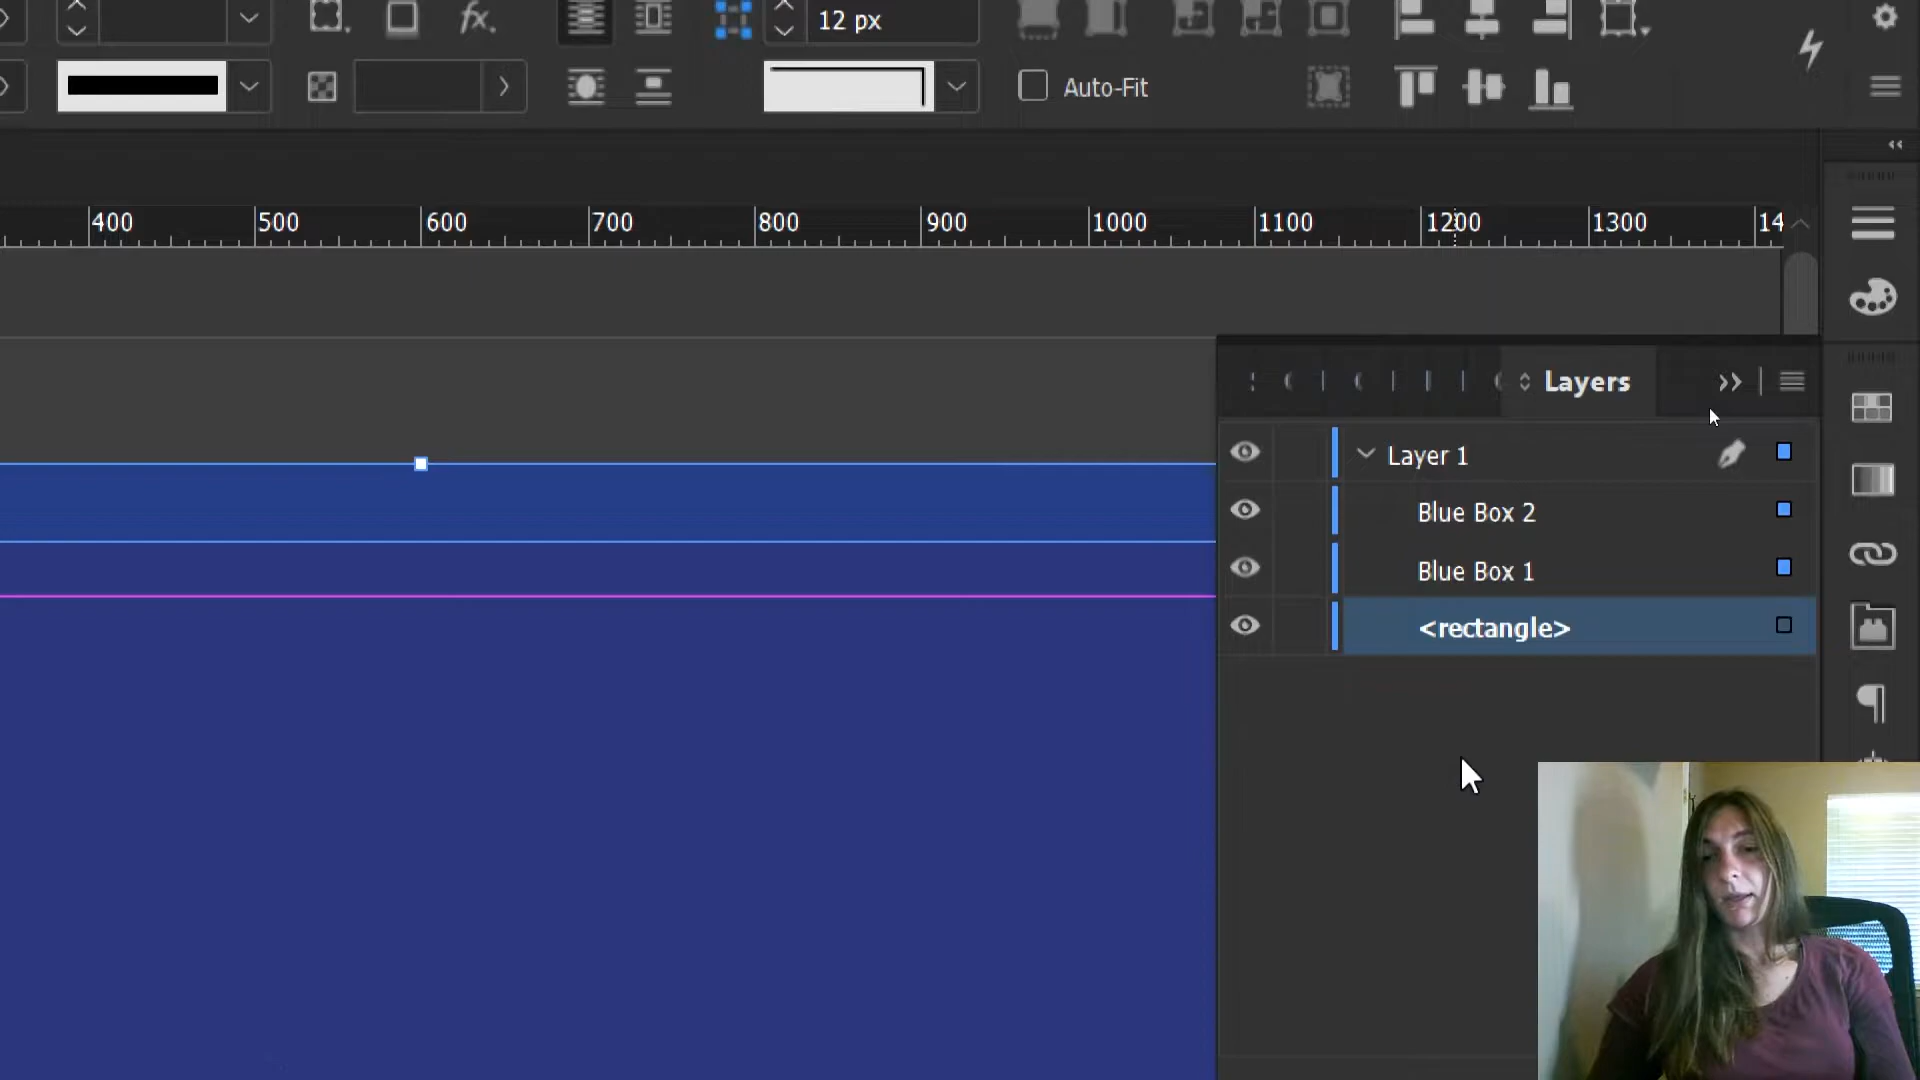 fx.
12 px
Auto-Fit
400 500 600 700 800 900 1000 1100 1200 1300 14
Layers
Layer 1
Blue Box 2
Blue Box 1
<rectangle>